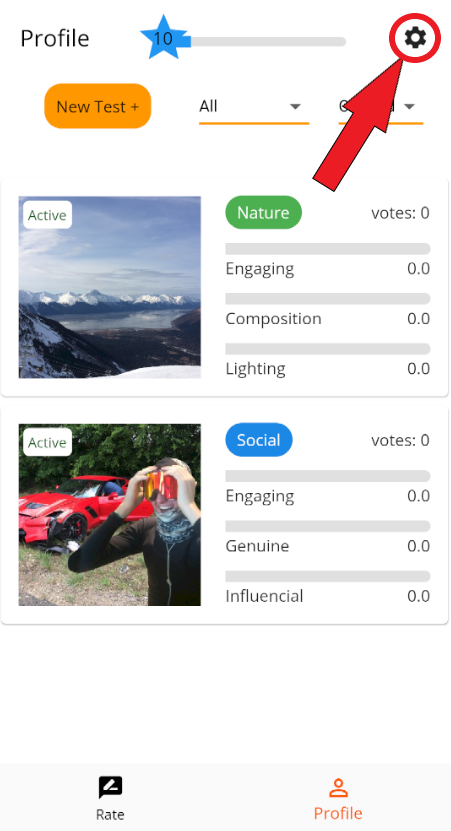 Profile
10
New Test +
All
Active
Nature
votes: 0
Engaging
0.0
Composition
0.0
Lighting
0.0
Active
Social
votes: 0
Engaging
0.0
Genuine
0.0
Influencial
0.0
Rate
Profile